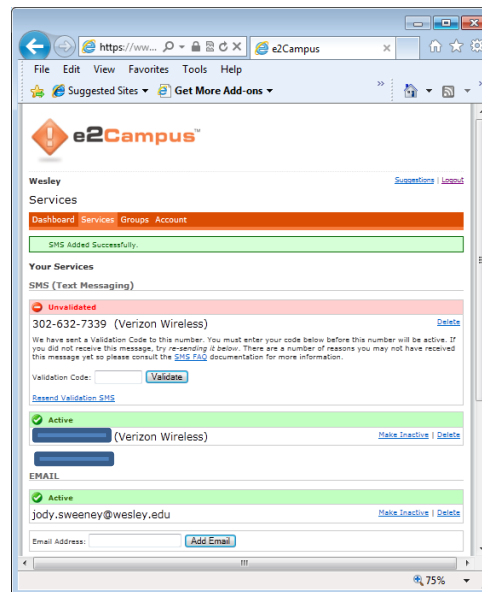 https://ww...
e2Campus
File Edit View Favorites Tools Help
Suggested Sites Get More Add-ons
e2Campus™
Wesley
Suggestions | Logout
Services
Dashboard Services Groups Account
SMS Added Successfully.
Your Services
SMS (Text Messaging)
Unvalidated
302-632-7339 (Verizon Wireless) Delete
We have sent a Validation Code to this number. You must enter your code below before this number will be active. If
you did not receive this message, try re-sending it below. There are a number of reasons you may not have received
this message yet so please consult the SMS FAQ documentation for more information.
Validation Code: Validate
Resend Validation SMS
Active
(Verizon Wireless) Make Inactive | Delete
EMAIL
Active
jody.sweeney@wesley.edu Make Inactive | Delete
Email Address: Add Email
75%